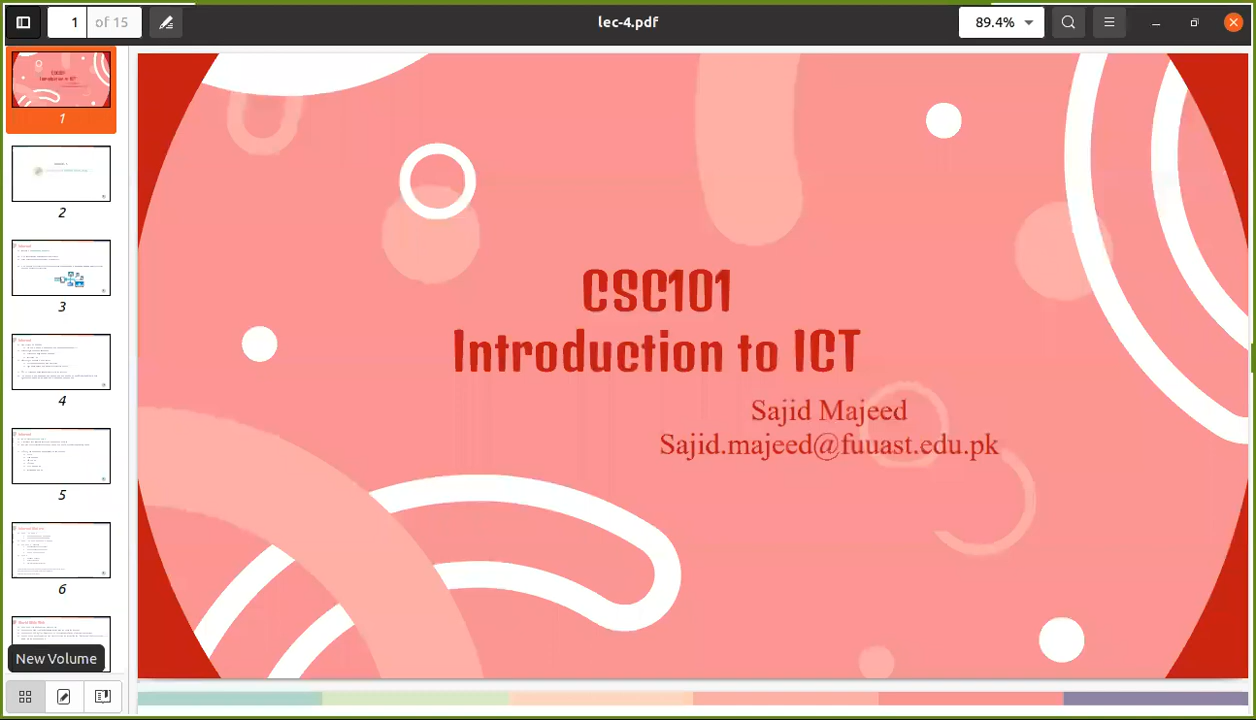 1 of 15
lec-4.pdf
89.4%
1
2
3
4
5
6
New Volume
CSC101
Introduction to ICT
Sajid Majeed
Sajid.majeed@fuuast.edu.pk